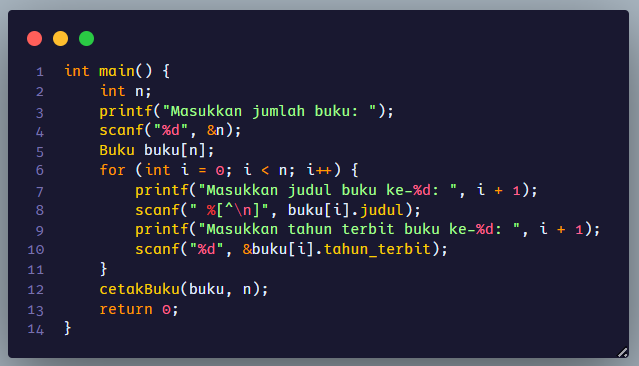 1 int main() {
2     int n;
3     printf("Masukkan jumlah buku: ");
4     scanf("%d", &n);
5     Buku buku[n];
6     for (int i = 0; i < n; i++) {
7         printf("Masukkan judul buku ke-%d: ", i + 1);
8         scanf(" %[^\n]", buku[i].judul);
9         printf("Masukkan tahun terbit buku ke-%d: ", i + 1);
10         scanf("%d", &buku[i].tahun_terbit);
11     }
12     cetakBuku(buku, n);
13     return 0;
14 }